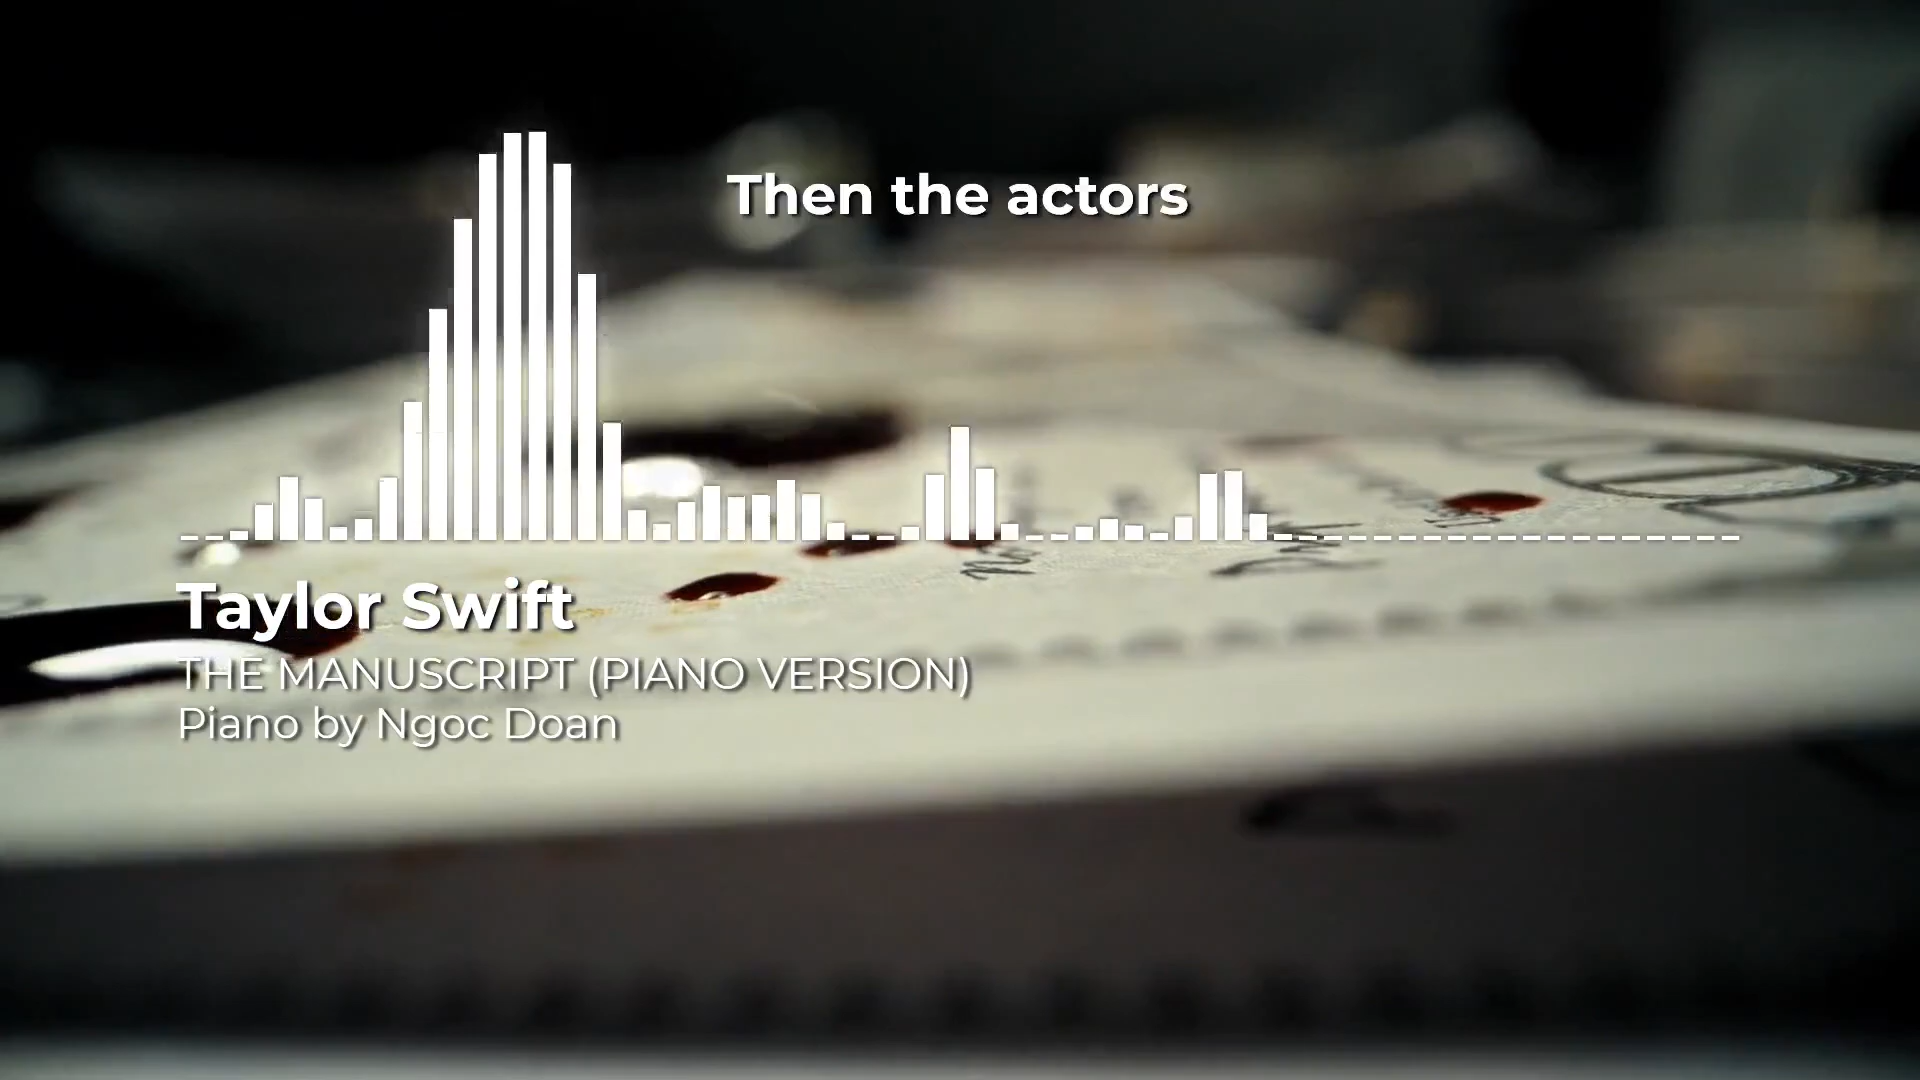 Then the actors
Taylor Swift
THE MANUSCRIPT (PIANO VERSION)
Piano by Ngoc Doan